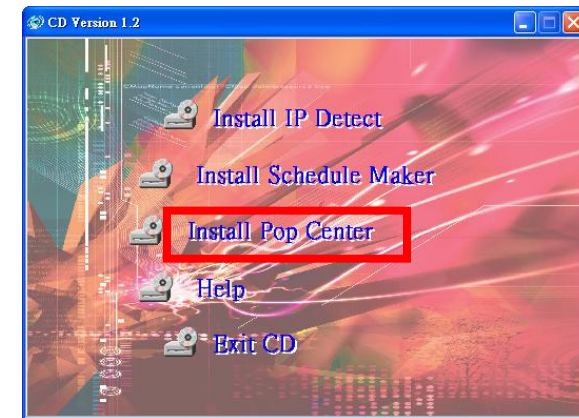 CD Version 1.2
Install IP Detect
Install Schedule Maker
Install Pop Center
Help
Exit CD